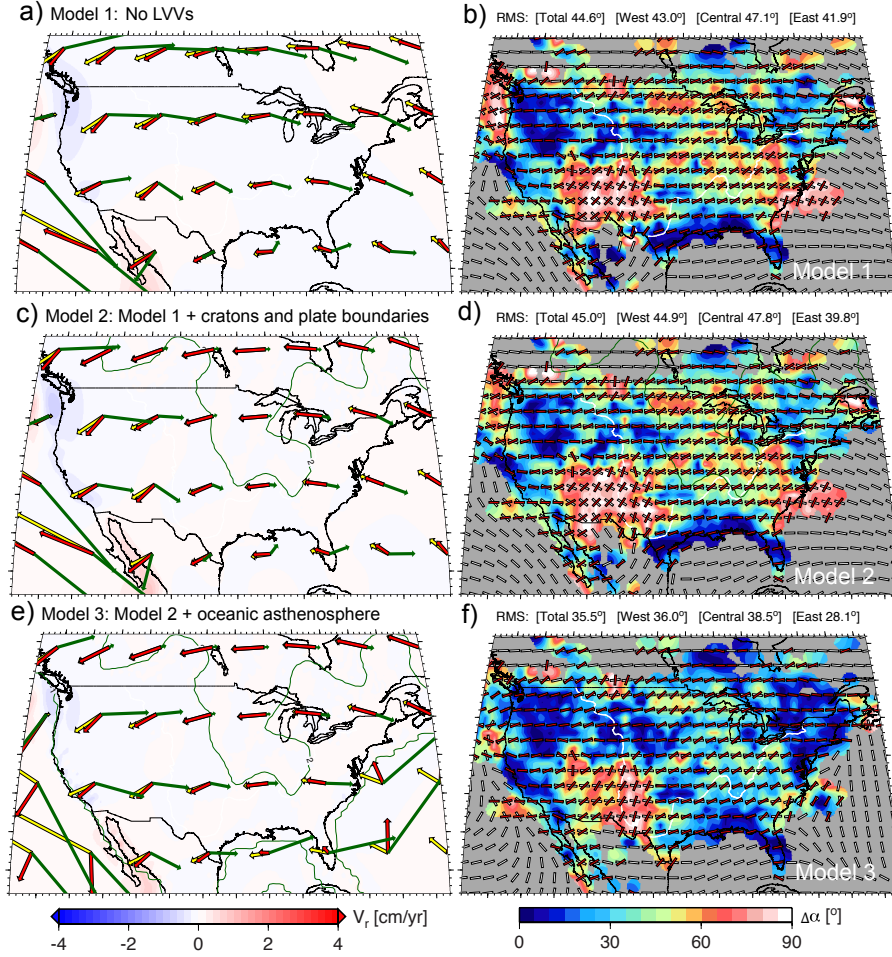 a) Model 1: No LVVs
b) RMS: [Total 44.6º] [West 43.0º] [Central 47.1º] [East 41.9º]
Model 1
c) Model 2: Model 1 + cratons and plate boundaries
d) RMS: [Total 45.0º] [West 44.9º] [Central 47.8º] [East 39.8º]
2
2
Model 2
e) Model 3: Model 2 + oceanic asthenosphere
f) RMS: [Total 35.5º] [West 36.0º] [Central 38.5º] [East 28.1º]
2
Model 3
Vr [cm/yr]
-4 -2 0 2 4
Δα [º]
0 30 60 90